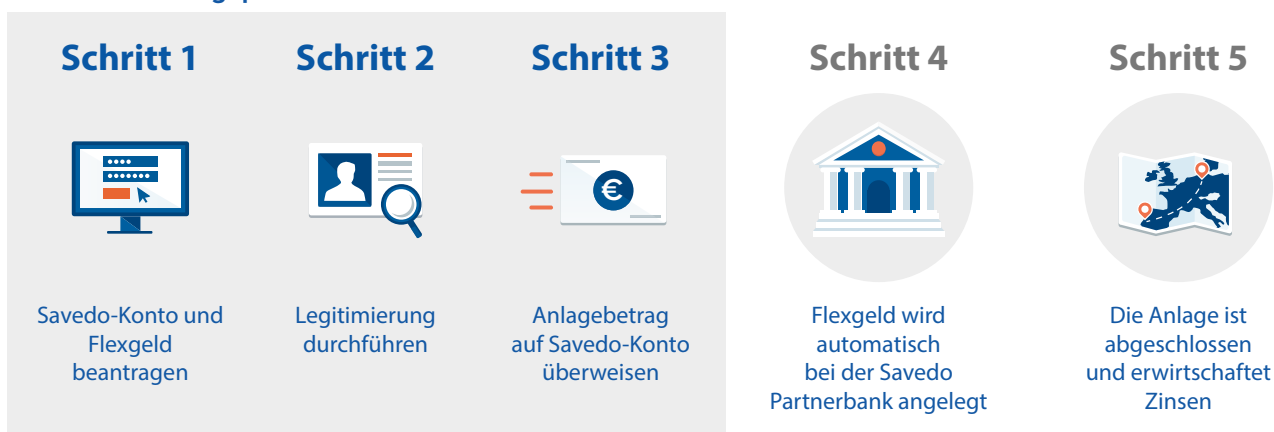 Schritt 1
Schritt 2
Schritt 3
Schritt 4
Schritt 5
Savedo-Konto und
Flexgeld
beantragen
Legitimierung
durchführen
Anlagebetrag
auf Savedo-Konto
überweisen
Flexgeld wird
automatisch
bei der Savedo
Partnerbank angelegt
Die Anlage ist
abgeschlossen
und erwirtschaftet
Zinsen